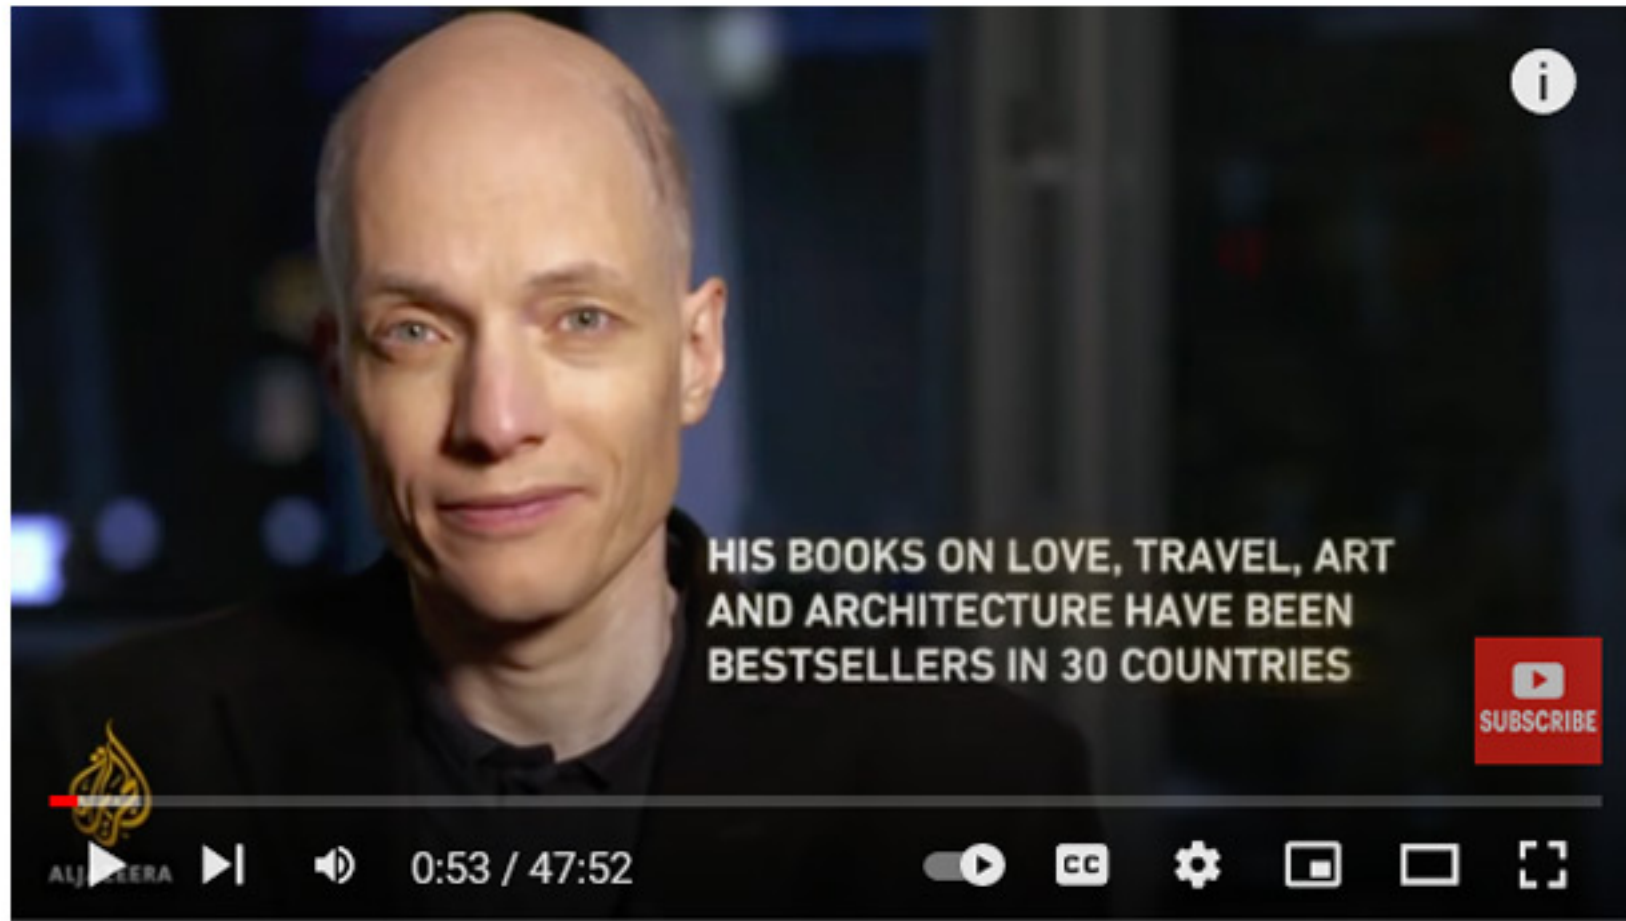 i
HIS BOOKS ON LOVE, TRAVEL, ART
AND ARCHITECTURE HAVE BEEN
BESTSELLERS IN 30 COUNTRIES
SUBSCRIBE
0:53 / 47:52
CC